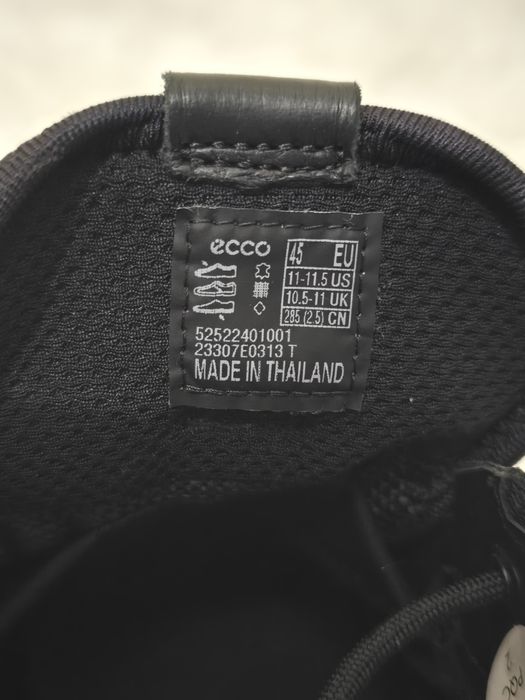 ecco
45 EU
11-11.5 US
10.5-11 UK
285 (2.5) CN
52522401001
23307E0313 T
MADE IN THAILAND